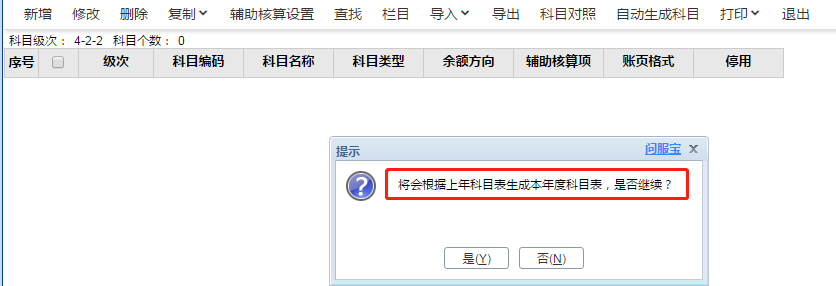 新增 修改 删除 复制 辅助核算设置 查找 栏目 导入 导出 科目对照 自动生成科目 打印 退出
科目级次： 4-2-2 科目个数： 0
序号 级次 科目编码 科目名称 科目类型 余额方向 辅助核算项 账页格式 停用
提示 问服宝
将会根据上年科目表生成本年度科目表，是否继续？
是(Y) 否(N)